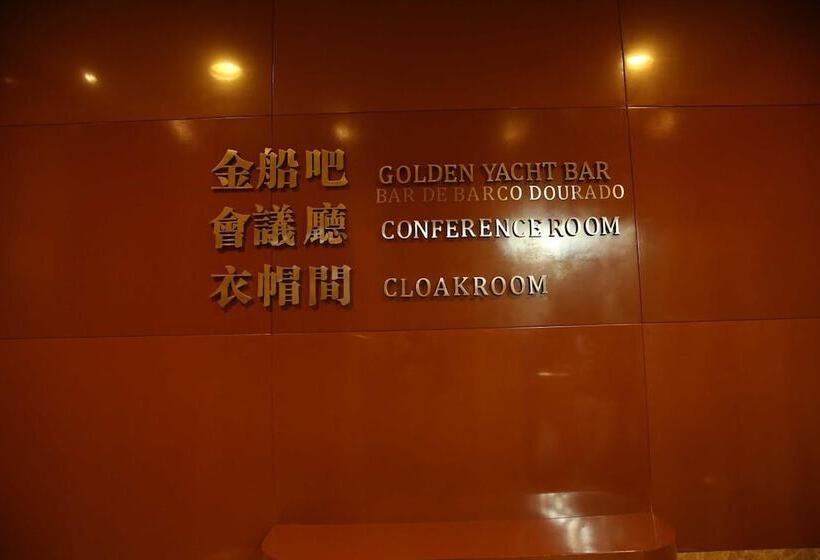 金船吧 GOLDEN YACHT BAR
BAR DE BARCO DOURADO
會議廳 CONFERENCE ROOM
衣帽間 CLOAKROOM